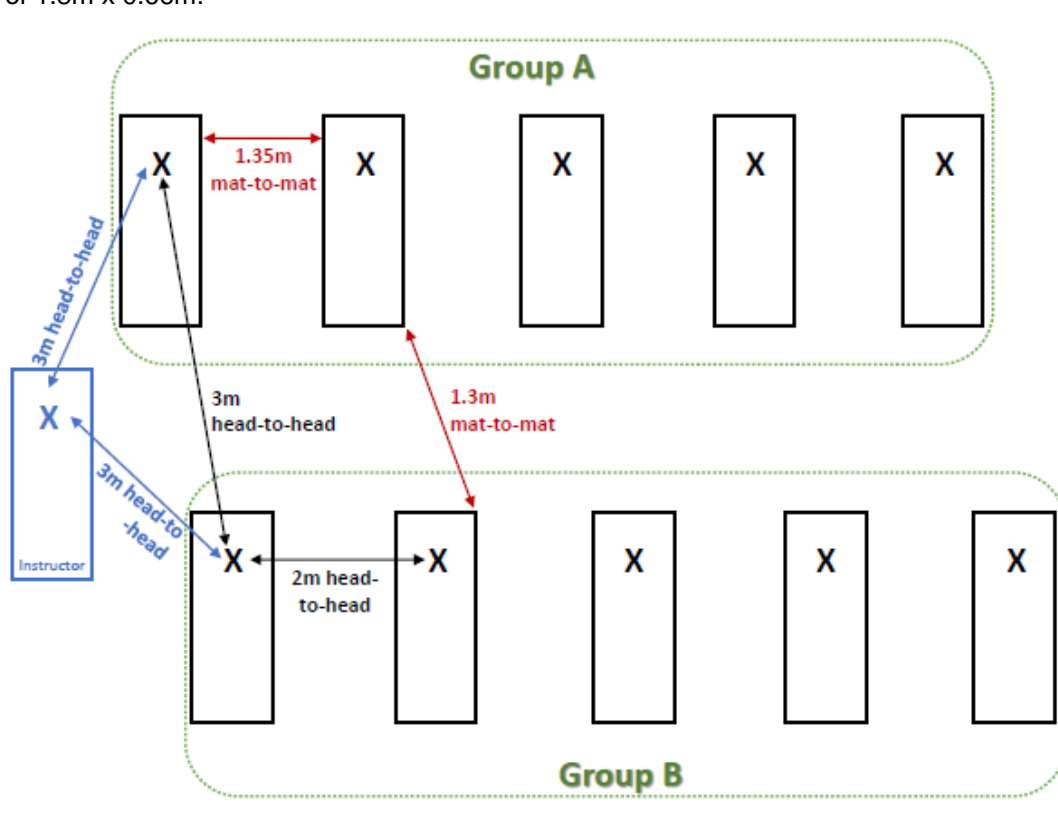 Group A
1.35m
mat-to-mat
X
X
X
X
X
3m head-to-head
3m
head-to-head
1.3m
mat-to-mat
X
3m head-to
-head
Instructor
X
X
X
X
X
2m head-
to-head
Group B